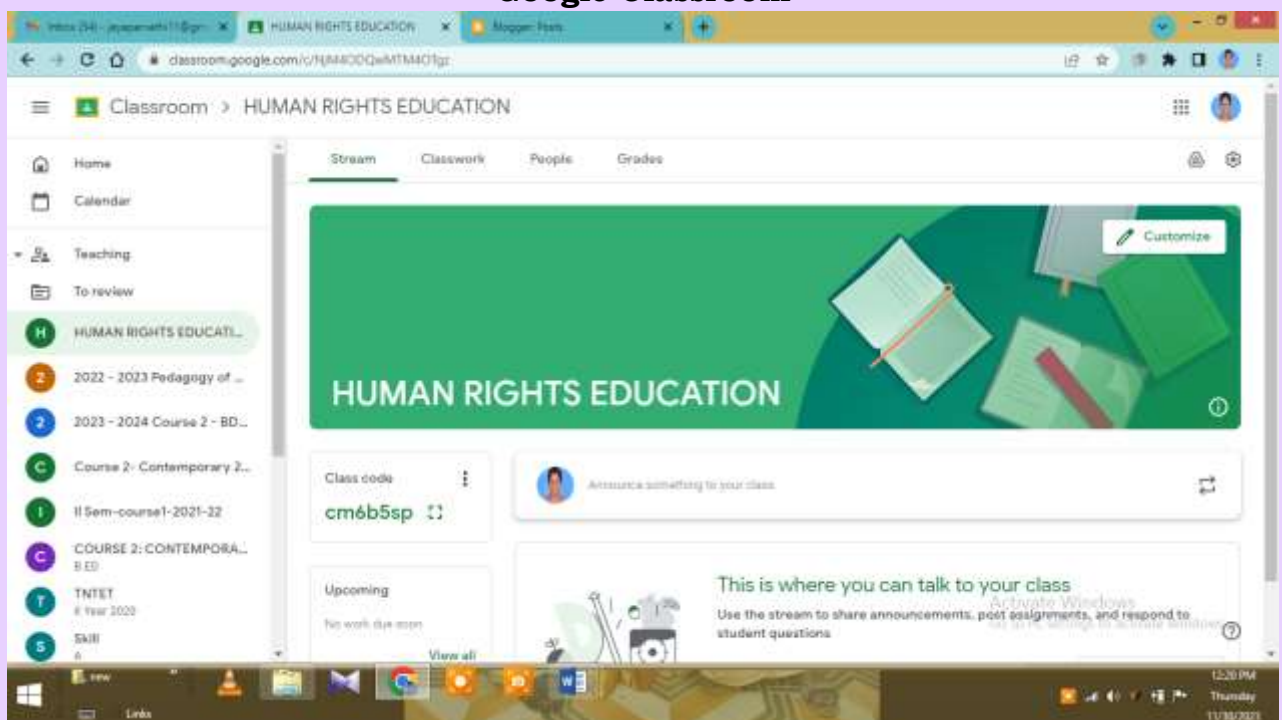 Google Classroom
HUMAN RIGHTS EDUCATION
Blogger: Posts
classroom.google.com/c/
Classroom > HUMAN RIGHTS EDUCATION
Home
Calendar
Teaching
To review
HUMAN RIGHTS EDUCATI...
2022 - 2023 Pedagogy of ...
2023 - 2024 Course 2 - BD...
Course 2- Contemporary 2...
II Sem-course1-2021-22
COURSE 2: CONTEMPORA...
B.ED
TNTET
II Year 2020
Skill
A
Stream Classwork People Grades
Customize
HUMAN RIGHTS EDUCATION
Class code
cm6b5sp
Announce something to your class
Upcoming
No work due soon
View all
This is where you can talk to your class
Use the stream to share announcements, post assignments, and respond to
student questions
Activate Windows
new
Links
12:20 PM
Thursday
11/30/2023